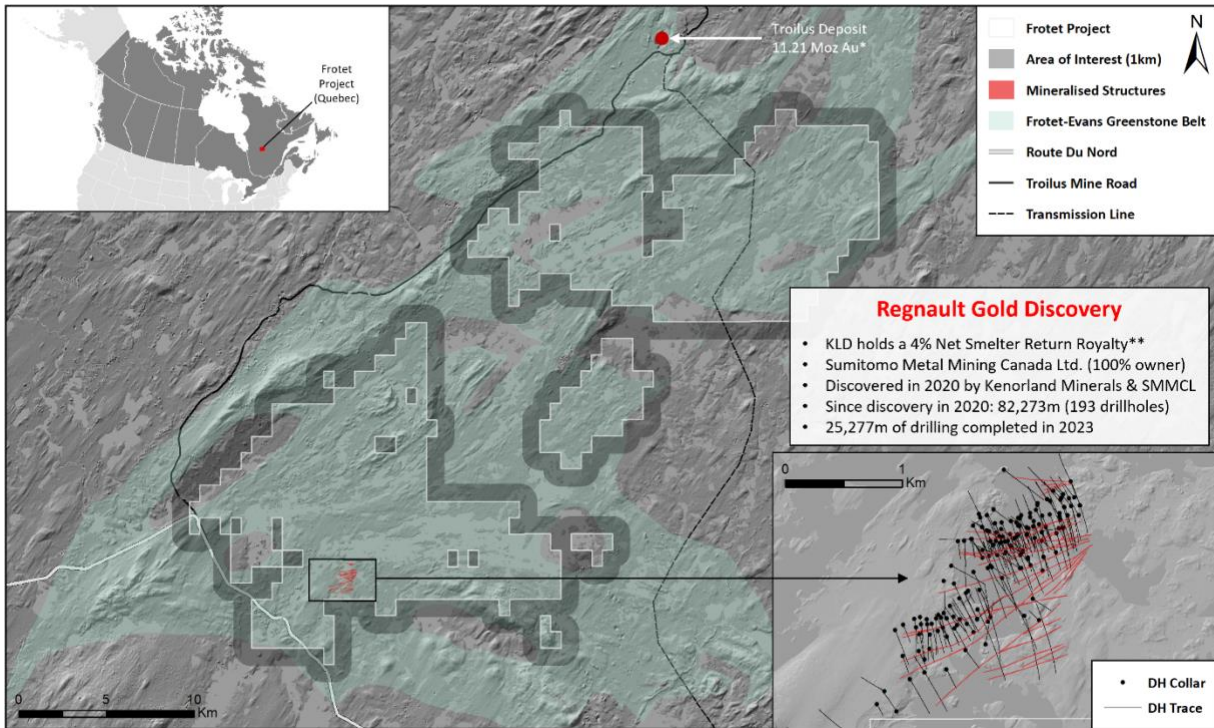 Frotet
Project
(Quebec)
Troilus Deposit
11.21 Moz Au*
Frotet Project
Area of Interest (1km)
Mineralised Structures
Frotet-Evans Greenstone Belt
Route Du Nord
Troilus Mine Road
Transmission Line
N
Regnault Gold Discovery
• KLD holds a 4% Net Smelter Return Royalty**
• Sumitomo Metal Mining Canada Ltd. (100% owner)
• Discovered in 2020 by Kenorland Minerals & SMMCL
• Since discovery in 2020: 82,273m (193 drillholes)
• 25,277m of drilling completed in 2023
0 1
Km
DH Collar
DH Trace
0 5 10
Km